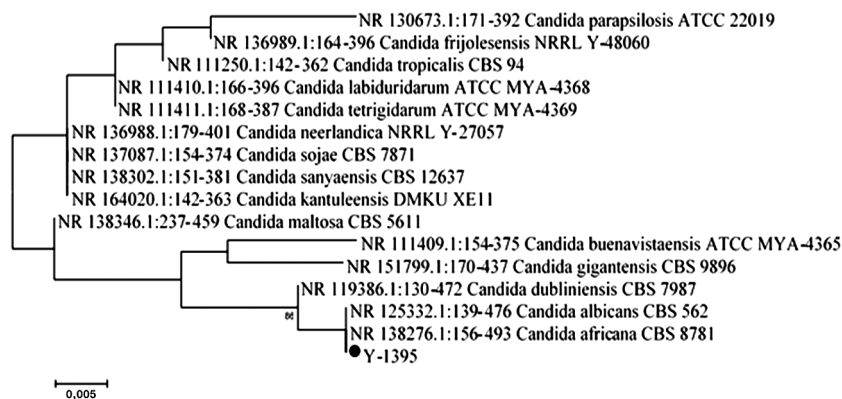 NR 130673.1:171-392 Candida parapsilosis ATCC 22019
NR 136989.1:164-396 Candida frijolesensis NRRL Y-48060
NR 111250.1:142-362 Candida tropicalis CBS 94
NR 111410.1:166-396 Candida labiduridarum ATCC MYA-4368
NR 111411.1:168-387 Candida tetrigidarum ATCC MYA-4369
NR 136988.1:179-401 Candida neerlandica NRRL Y-27057
NR 137087.1:154-374 Candida sojae CBS 7871
NR 138302.1:151-381 Candida sanyaensis CBS 12637
NR 164020.1:142-363 Candida kantuleensis DMKU XE11
NR 138346.1:237-459 Candida maltosa CBS 5611
NR 111409.1:154-375 Candida buenavistaensis ATCC MYA-4365
NR 151799.1:170-437 Candida gigantensis CBS 9896
NR 119386.1:130-472 Candida dubliniensis CBS 7987
NR 125332.1:139-476 Candida albicans CBS 562
NR 138276.1:156-493 Candida africana CBS 8781
Y-1395
0,005